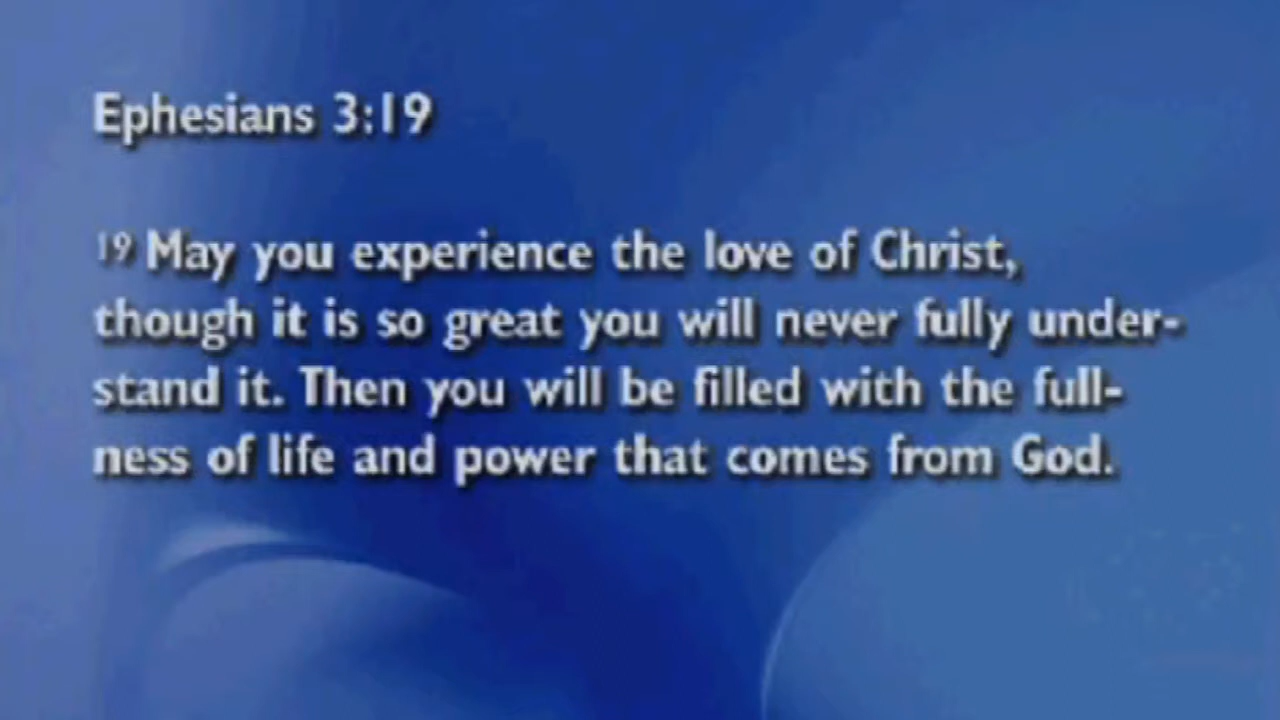 Ephesians 3:19
19 May you experience the love of Christ,
though it is so great you will never fully under-
stand it. Then you will be filled with the full-
ness of life and power that comes from God.